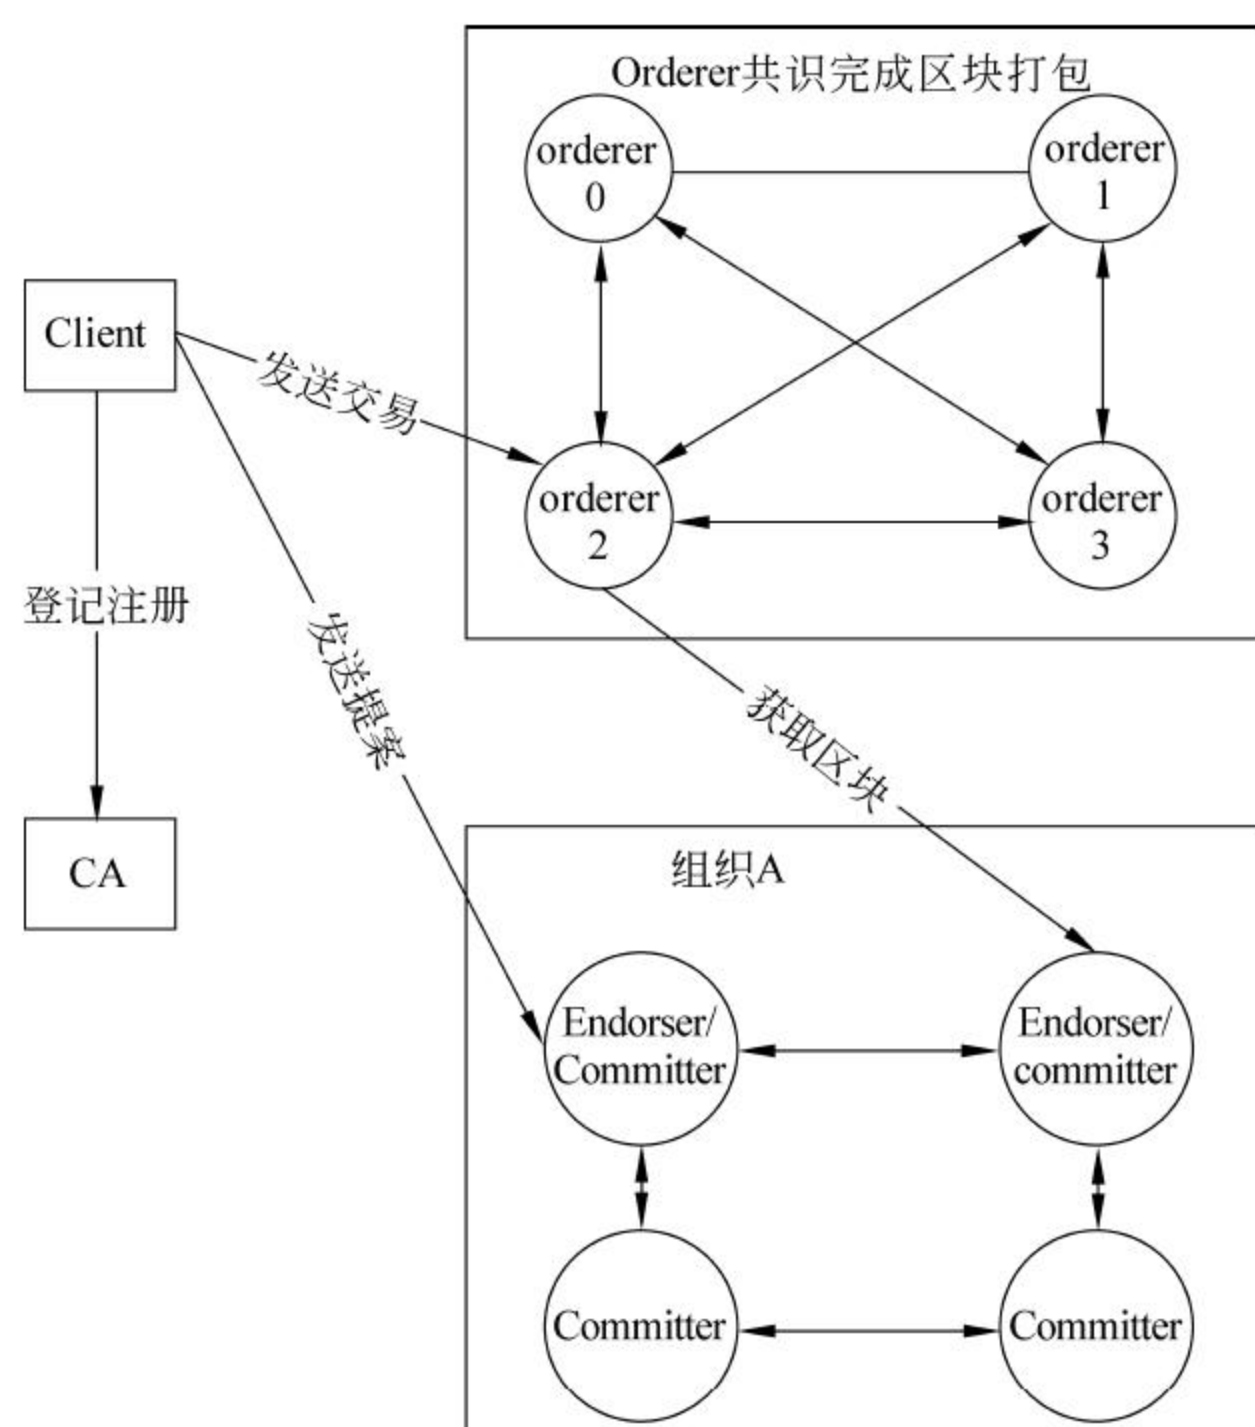 Orderer共识完成区块打包
orderer
0
orderer
1
Client
发送交易
orderer
2
orderer
3
登记注册
发送提案
获取区块
CA
组织A
Endorser/
Committer
Endorser/
committer
Committer
Committer